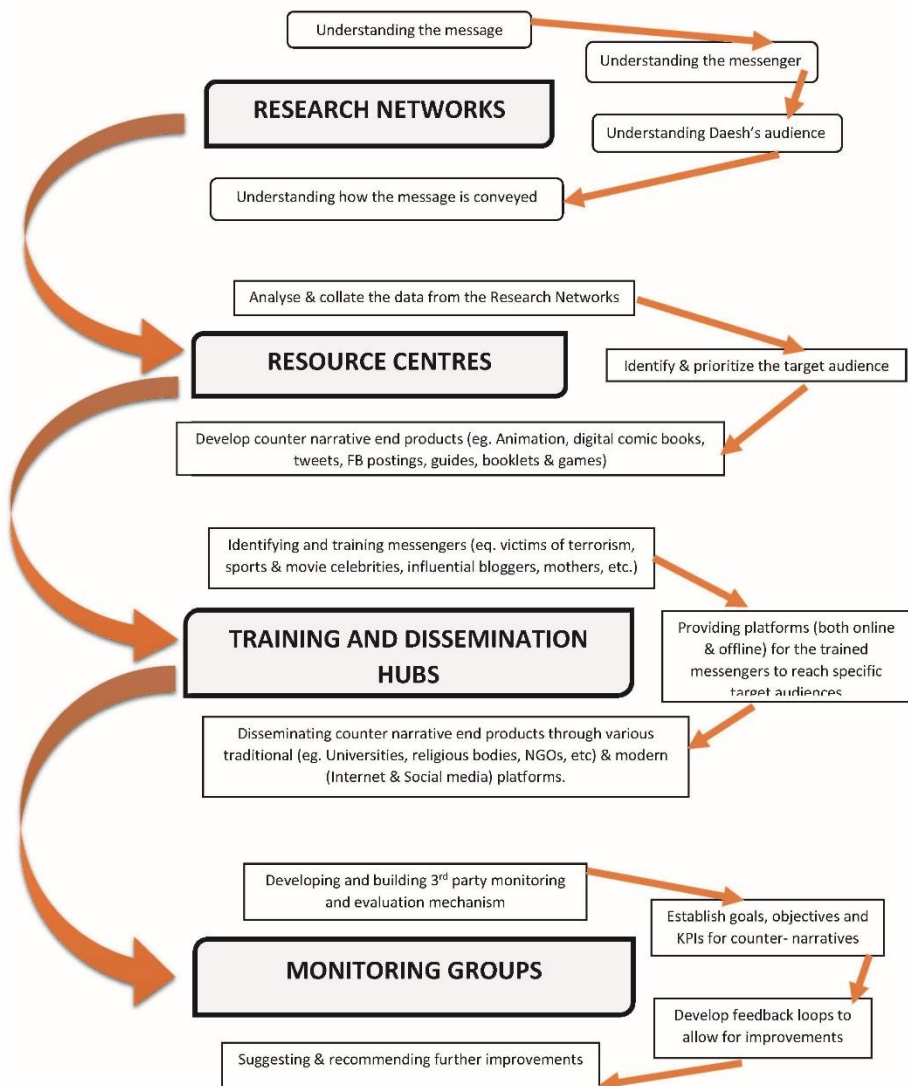 Understanding the message
Understanding the messenger
RESEARCH NETWORKS
Understanding Daesh's audience
Understanding how the message is conveyed
Analyse & collate the data from the Research Networks
RESOURCE CENTRES
Identify & prioritize the target audience
Develop counter narrative end products (eg. Animation, digital comic books,
tweets, FB postings, guides, booklets & games)
Identifying and training messengers (eq. victims of terrorism,
sports & movie celebrities, influential bloggers, mothers, etc.)
TRAINING AND DISSEMINATION
HUBS
Providing platforms (both online
& offline) for the trained
messengers to reach specific
target audiences
Disseminating counter narrative end products through various
traditional (eg. Universities, religious bodies, NGOs, etc) & modern
(Internet & Social media) platforms.
Developing and building 3rd party monitoring
and evaluation mechanism
Establish goals, objectives and
KPIs for counter- narratives
MONITORING GROUPS
Develop feedback loops to
allow for improvements
Suggesting & recommending further improvements